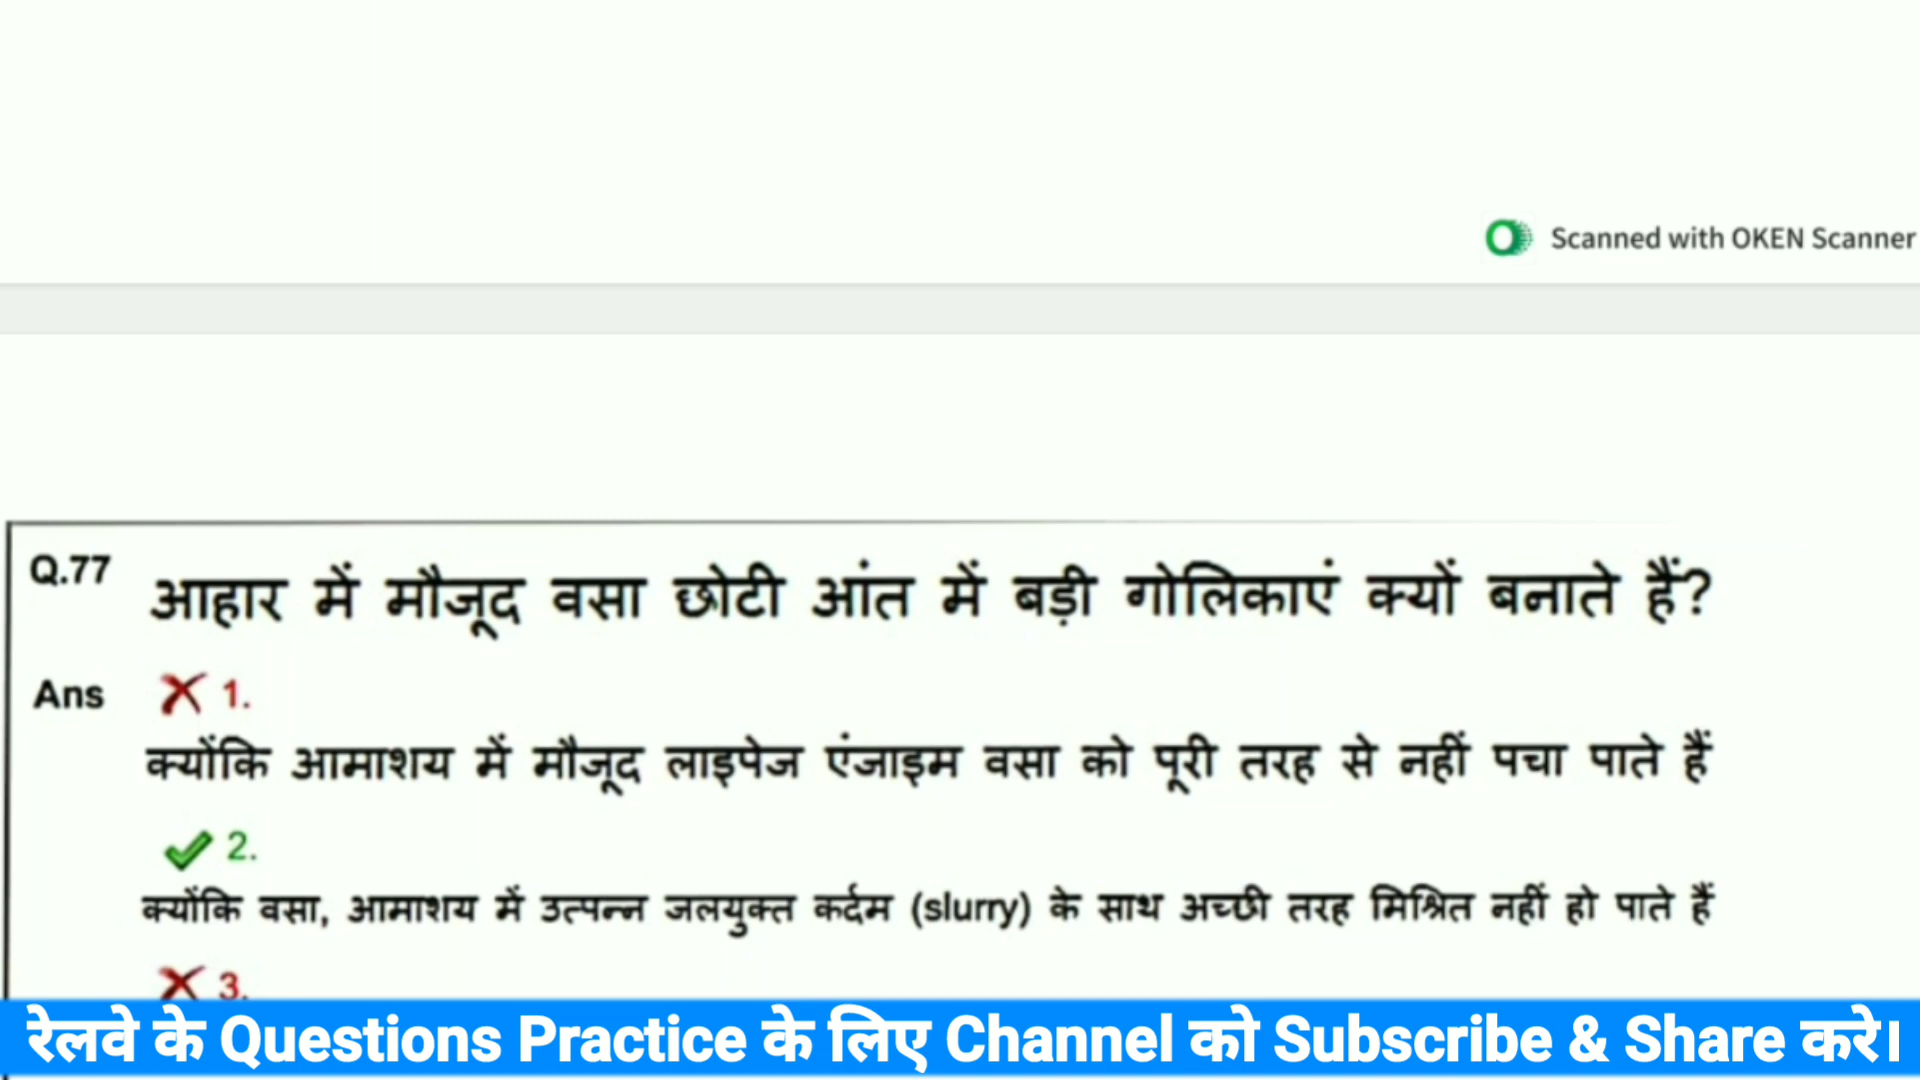 Scanned with OKEN Scanner
Q.77 आहार में मौजूद वसा छोटी आंत में बड़ी गोलिकाएं क्यों बनाते हैं?
Ans 1.
क्योंकि आमाशय में मौजूद लाइपेज एंजाइम वसा को पूरी तरह से नहीं पचा पाते हैं
2.
क्योंकि वसा, आमाशय में उत्पन्न जलयुक्त कर्दम (slurry) के साथ अच्छी तरह मिश्रित नहीं हो पाते हैं
3.
रेलवे के Questions Practice के लिए Channel को Subscribe & Share करे।